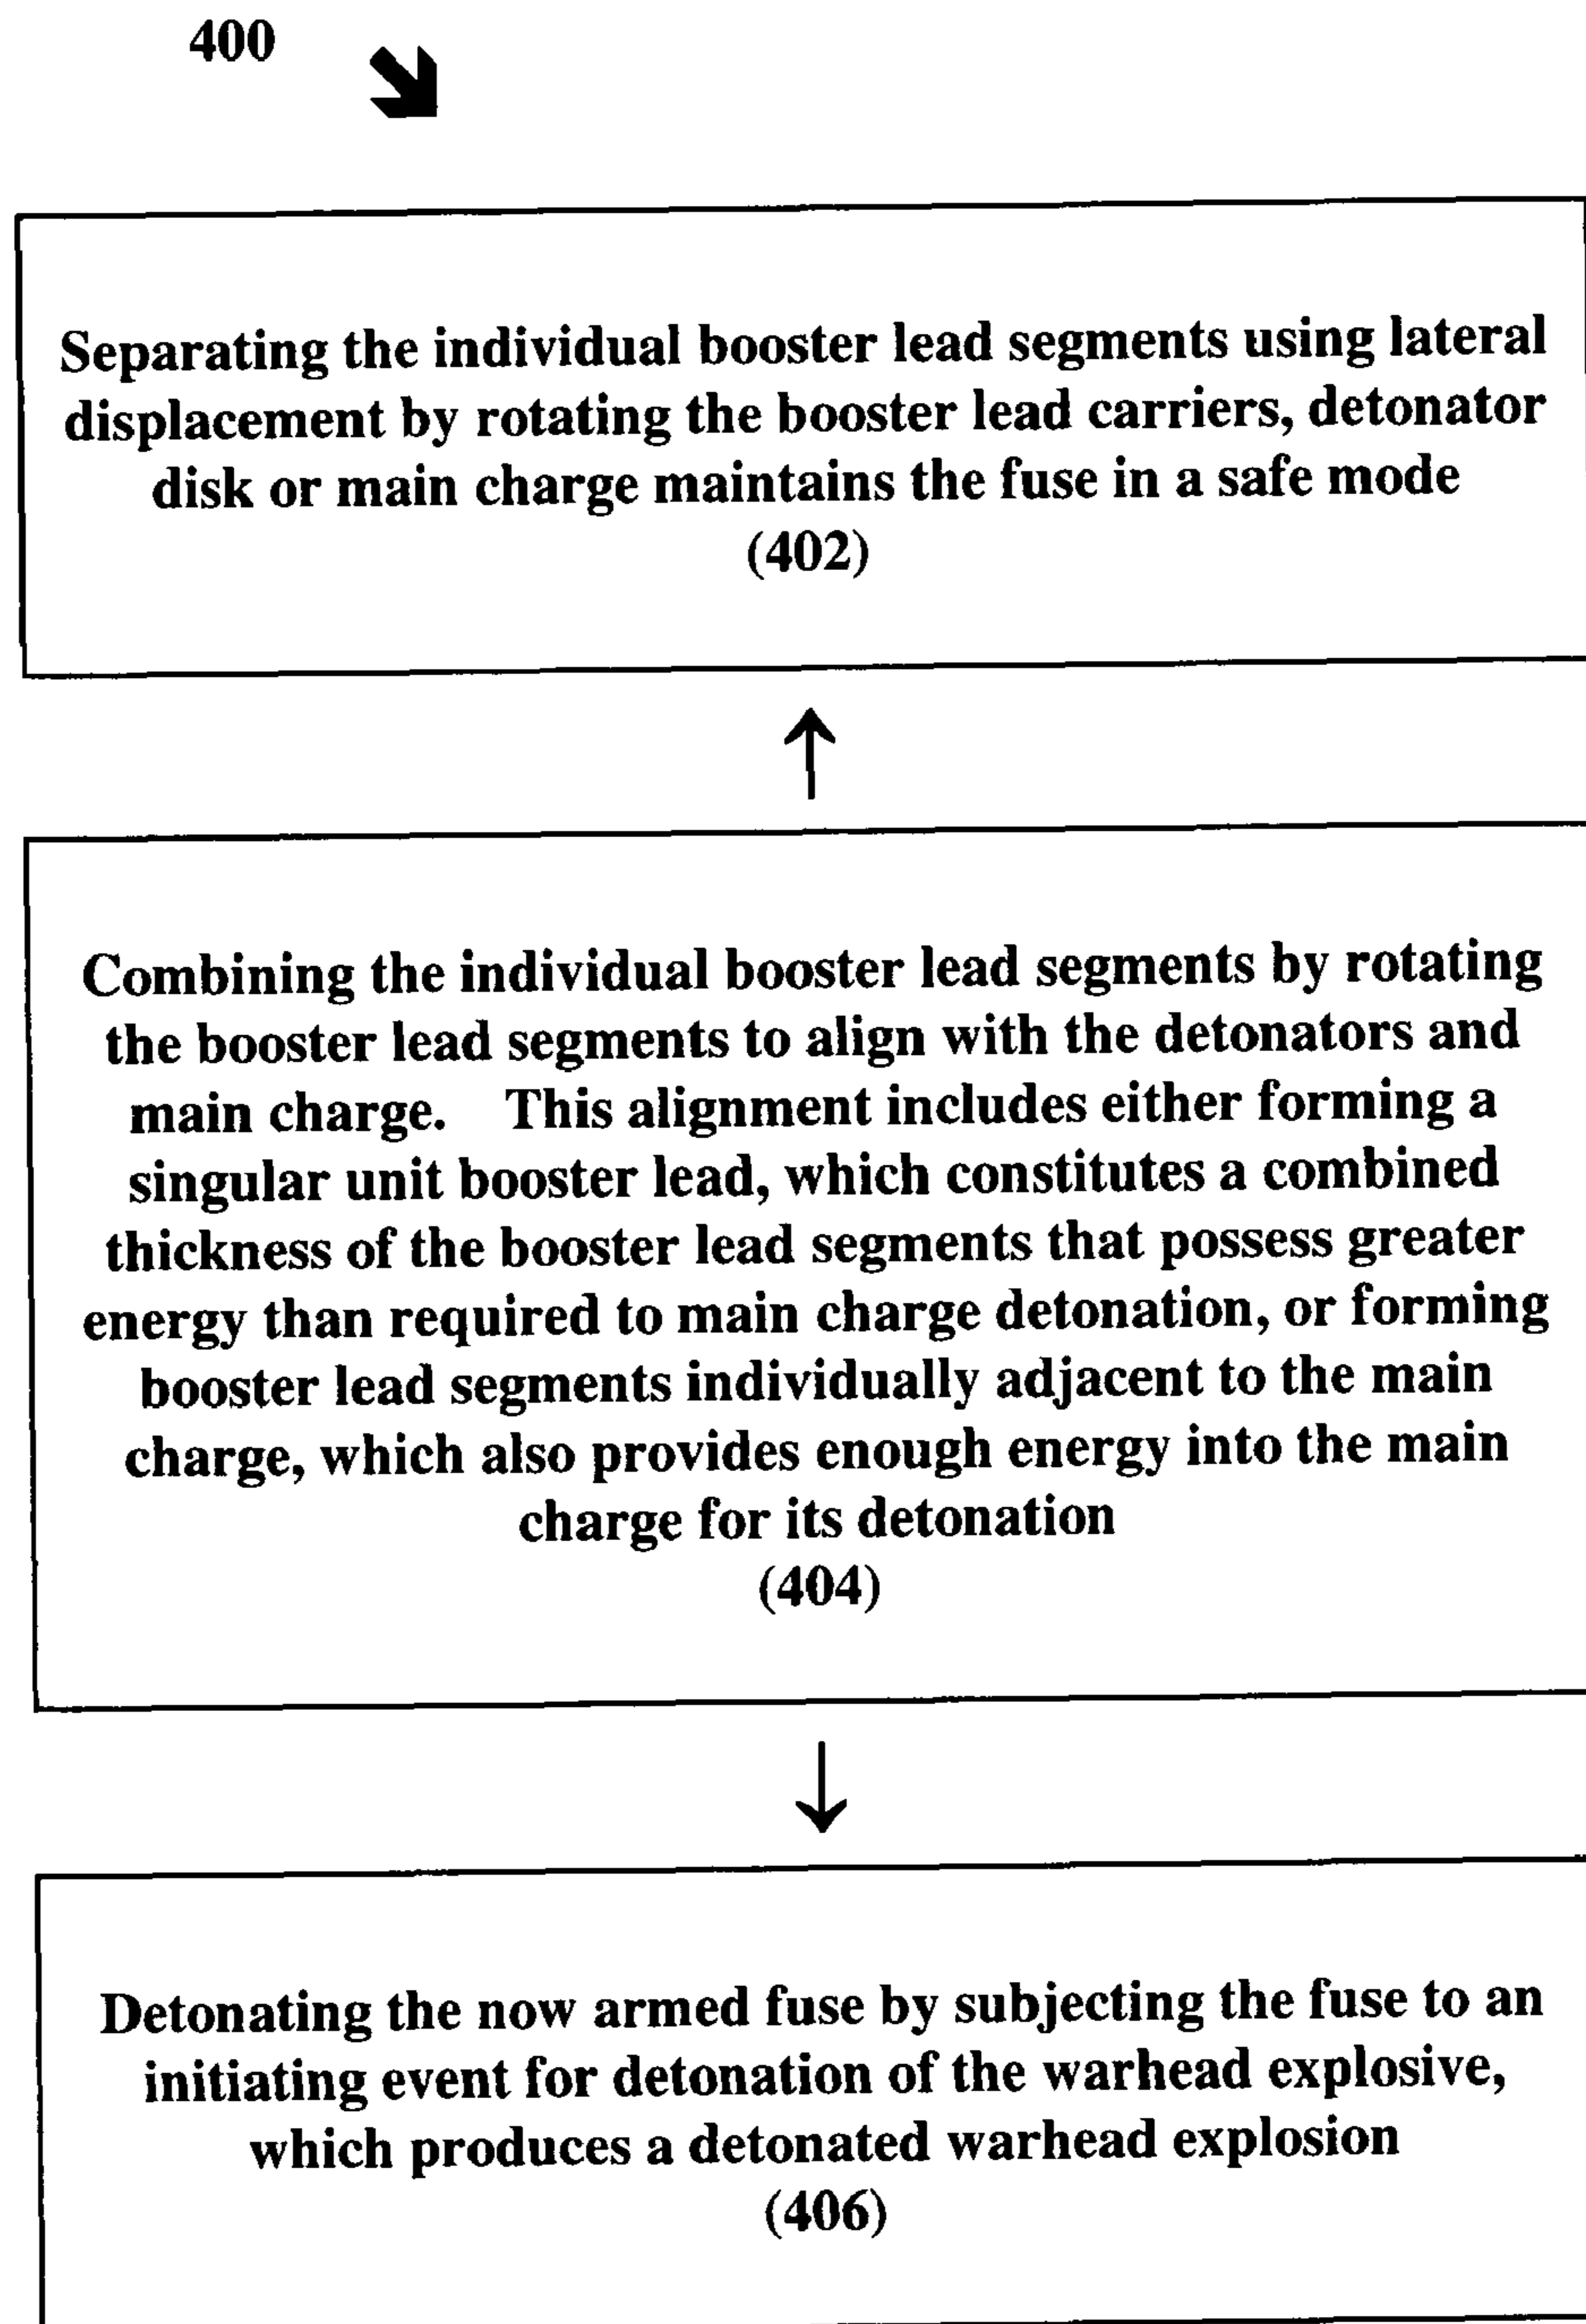 400
Separating the individual booster lead segments using lateral
displacement by rotating the booster lead carriers, detonator
disk or main charge maintains the fuse in a safe mode
(402)
Combining the individual booster lead segments by rotating
the booster lead segments to align with the detonators and
main charge. This alignment includes either forming a
singular unit booster lead, which constitutes a combined
thickness of the booster lead segments that possess greater
energy than required to main charge detonation, or forming
booster lead segments individually adjacent to the main
charge, which also provides enough energy into the main
charge for its detonation
(404)
Detonating the now armed fuse by subjecting the fuse to an
initiating event for detonation of the warhead explosive,
which produces a detonated warhead explosion
(406)